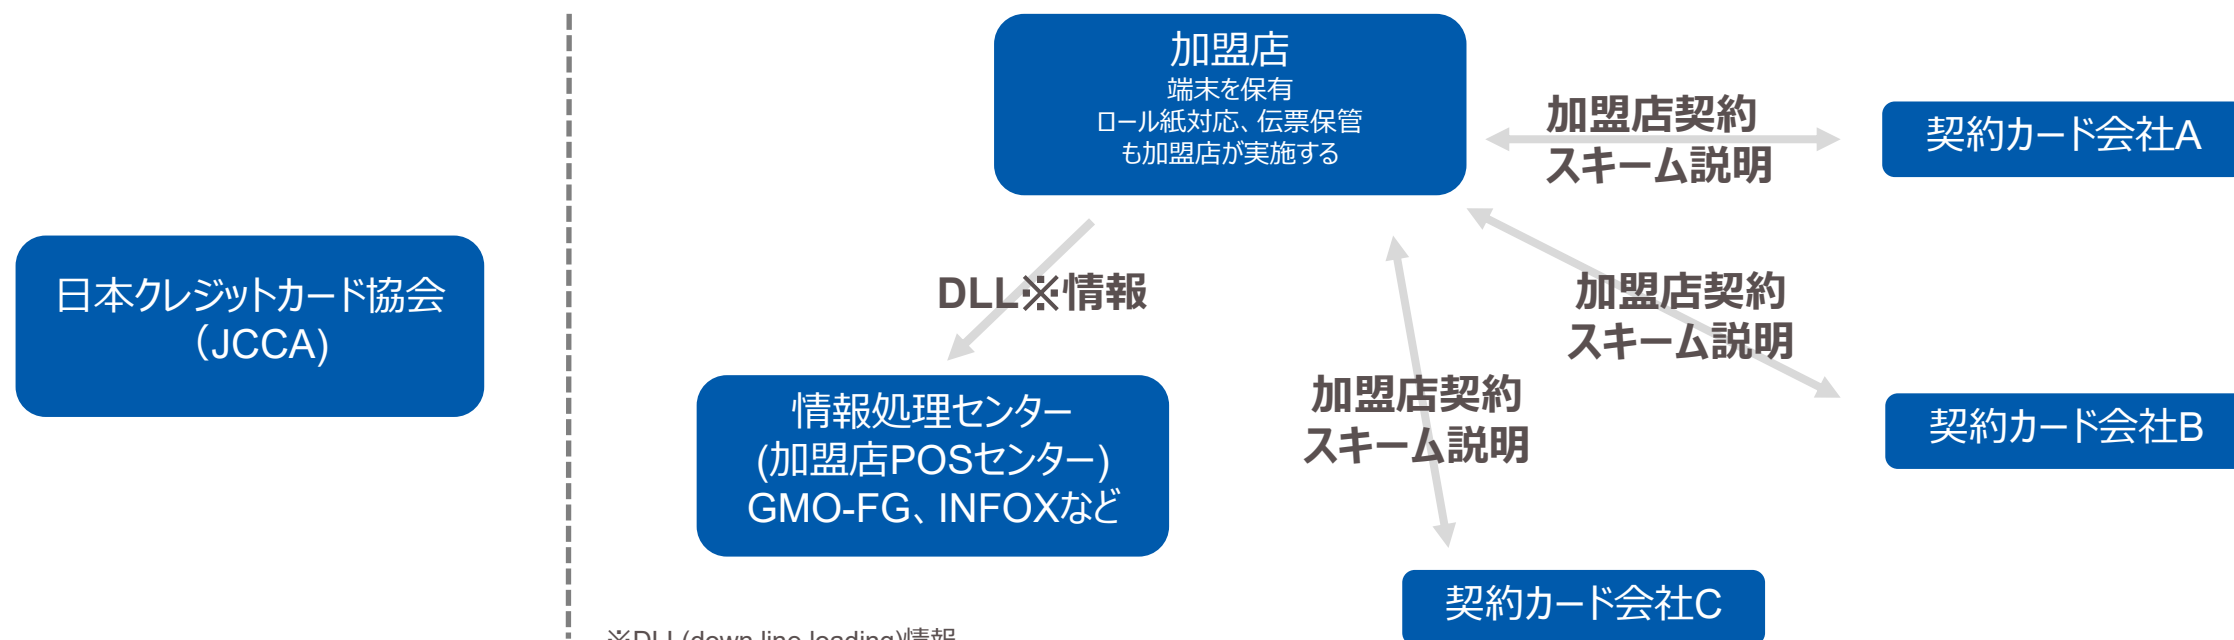 加盟店
端末を保有
ロール紙対応、伝票保管
も加盟店が実施する
加盟店契約
スキーム説明
契約カード会社A
日本クレジットカード協会
（JCCA)
DLL※情報
加盟店契約
スキーム説明
情報処理センター
(加盟店POSセンター)
GMO-FG、INFOXなど
加盟店契約
スキーム説明
契約カード会社B
契約カード会社C
※DLL(down line loading)情報